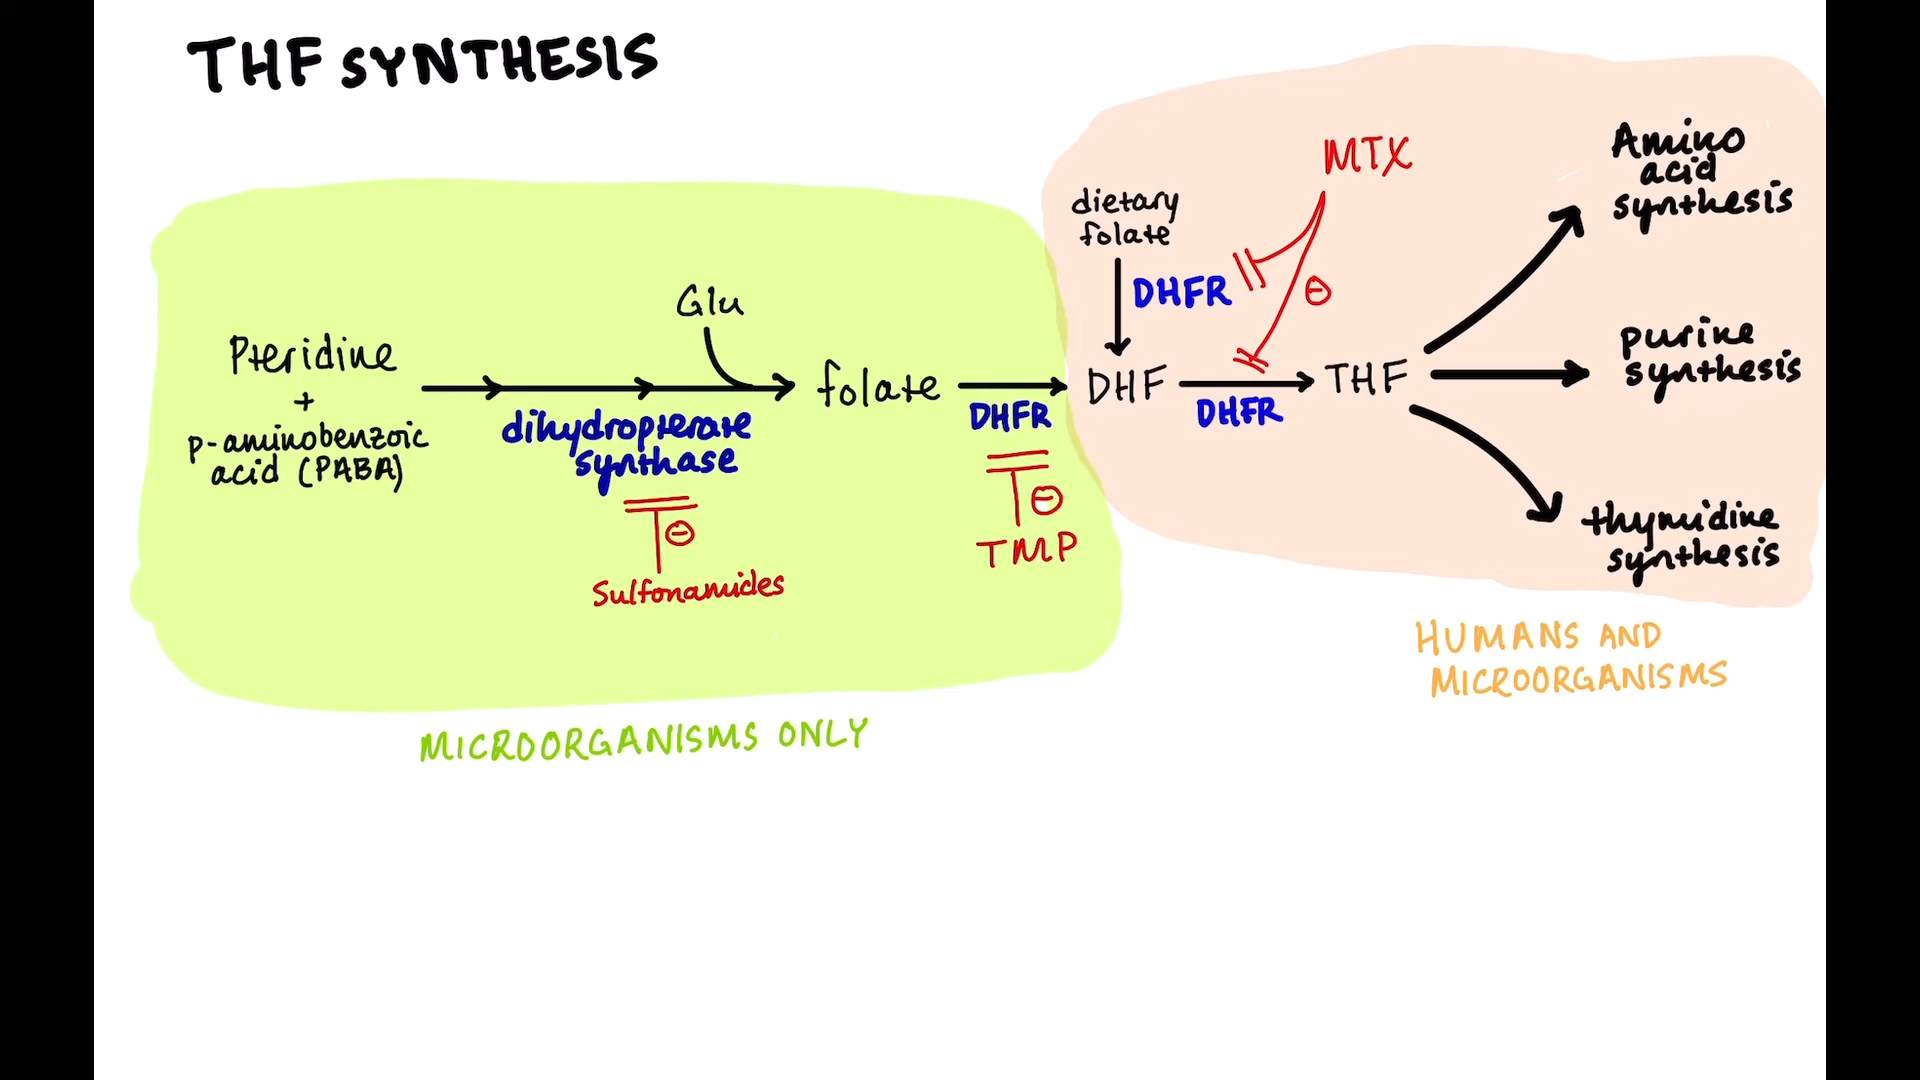 THF SYNTHESIS
Pteridine
+
p-aminobenzoic
acid (PABA)
Glu
dihydropterate
synthase
Sulfonamides
folate
DHFR
TMP
MICROORGANISMS ONLY
dietary
folate
DHFR
DHF
DHFR
MTX
THF
Amino
acid
synthesis
purine
synthesis
thymidine
synthesis
HUMANS AND
MICROORGANISMS